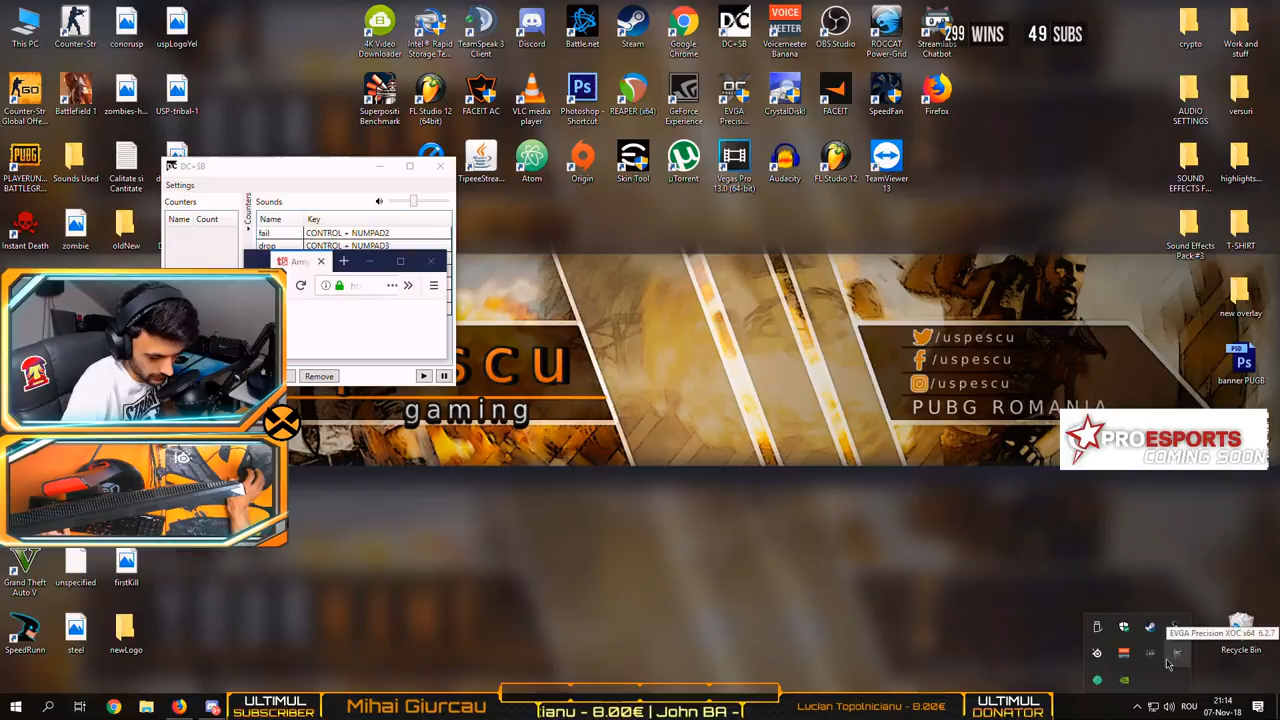 This PC
Counter-Str
conorusp
uspLogoYel
4K Video
Downloader
Intel® Rapid
Storage Te...
TeamSpeak 3
Client
Discord
Battle.net
Steam
Google
Chrome
DC
DC+SB
VOICE
MEETER
Voicemeeter
Banana
OBS Studio
ROCCAT
Power-Grid
Streamlabs
Chatbot
299 WINS
49 SUBS
crypto
Work and
stuff
GO
Counter-Str
Global Offe...
Battlefield 1
zombies-h...
USP-tribal-1
Superpositi
Benchmark
FL Studio 12
(64bit)
FACEIT AC
VLC media
player
Ps
Photoshop -
Shortcut
REAPER (x64)
GeForce
Experience
EVGA
Precisi...
CrystalDiskI
FACEIT
SpeedFan
Firefox
AUDIO
SETTINGS
versuri
PUBG
PLAYERUN...
BATTLEGR...
Sounds Used
Calitate si
Cantitate
TipeeeStrea...
Atom
Origin
Skin Tool
µTorrent
Vegas Pro
13.0 (64-bit)
Audacity
FL Studio 12
TeamViewer
13
SOUND
EFFECTS F...
highlights...
DC DC+SB
Settings
Counters
Sounds
Name Count
Counters
Name Key
fail CONTROL + NUMPAD2
drop CONTROL + NUMPAD3
Instant Death
zombie
oldNew
Sound Effects
Pack #3
T-SHIRT
Army
new overlay
Remove
scu
gaming
/uspescu
/uspescu
/uspescu
PUBG ROMANIA
PSD
Ps
banner PUGB
PROESPORTS
COMING SOON
Grand Theft
Auto V
unspecified
firstKill
SpeedRunn
steel
newLogo
EVGA Precision XOC x64 6.2.7
Recycle Bin
ULTIMUL
SUBSCRIBER
Mihai Giurcau
ianu - 8.00€ | John BA -
Lucian Topolnicianu - 8.00€
ULTIMUL
DONATOR
ROU
21:14
07-Nov-18